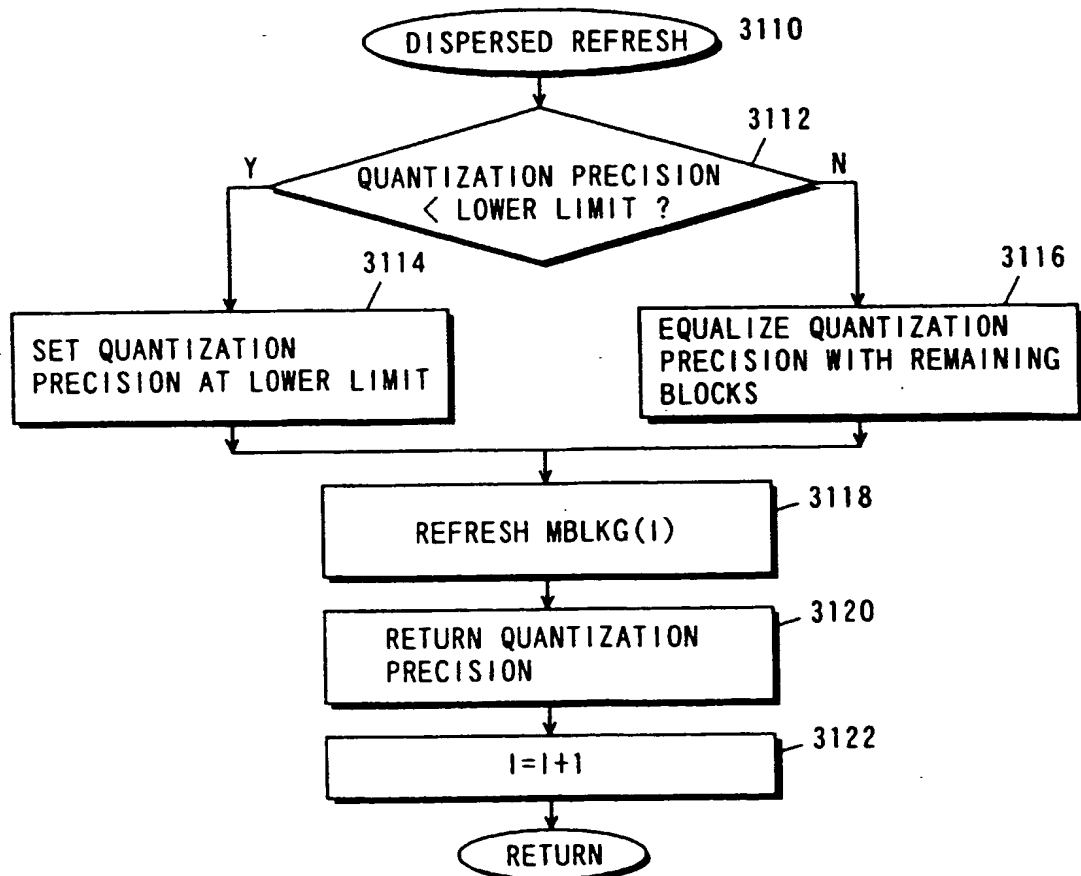 DISPERSED REFRESH
3110
3112
Y
N
QUANTIZATION PRECISION
< LOWER LIMIT ?
3114
3116
SET QUANTIZATION
PRECISION AT LOWER LIMIT
EQUALIZE QUANTIZATION
PRECISION WITH REMAINING
BLOCKS
3118
REFRESH MBLKG(I)
3120
RETURN QUANTIZATION
PRECISION
3122
I=I+1
RETURN